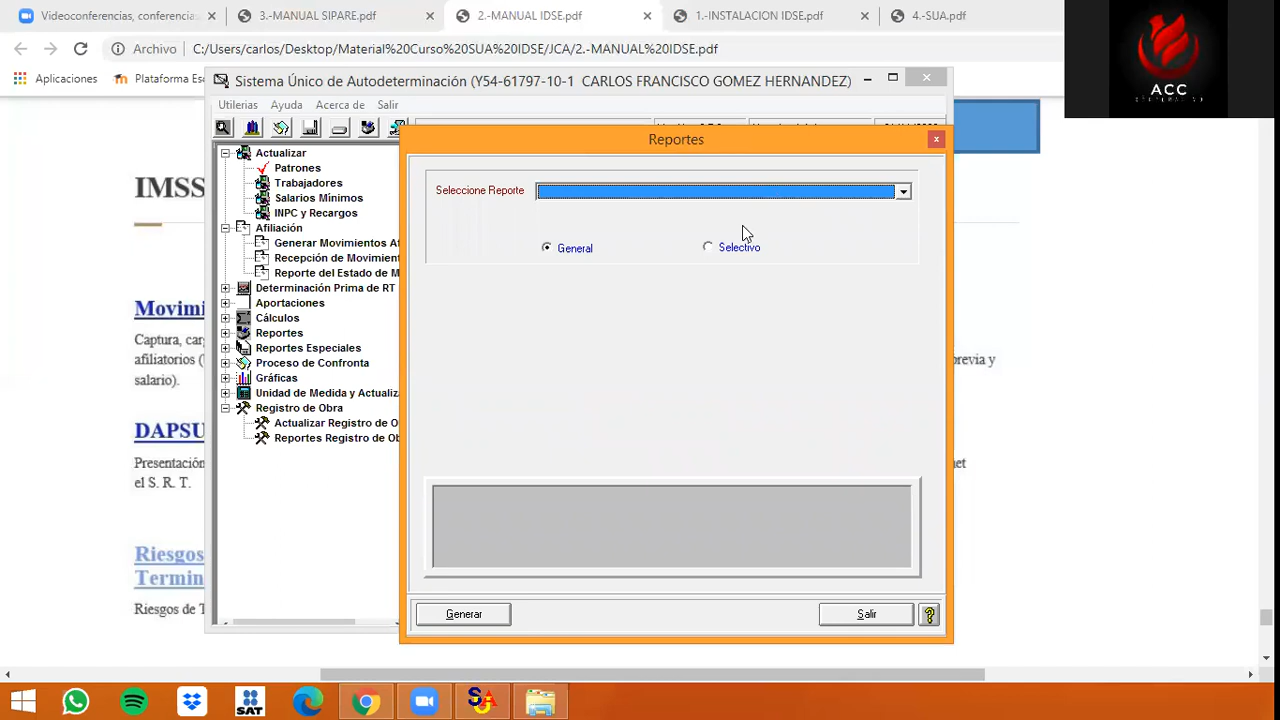 Videoconferencias, conferencias
3.-MANUAL SIPARE.pdf
2.-MANUAL IDSE.pdf
1.-INSTALACION IDSE.pdf
4.-SUA.pdf
Archivo
C:/Users/carlos/Desktop/Material%20Curso%20SUA%20IDSE/JCA/2.-MANUAL%20IDSE.pdf
Aplicaciones
Plataforma Es
ACC
Sistema Único de Autodeterminación (Y54-61797-10-1 CARLOS FRANCISCO GOMEZ HERNANDEZ)
Utilerias Ayuda Acerca de Salir
Actualizar
Patrones
Trabajadores
Salarios Mínimos
INPC y Recargos
Afiliación
Generar Movimientos Af
Recepción de Movimient
Reporte del Estado de M
Determinación Prima de RT
Aportaciones
Cálculos
Reportes
Reportes Especiales
Proceso de Confronta
Gráficas
Unidad de Medida y Actualiza
Registro de Obra
Actualizar Registro de O
Reportes Registro de Ob
Reportes
Seleccione Reporte
General
Selectivo
Generar
Salir
?
IMSS
Movimi
Captura, car
afiliatorios (
previa y
salario).
DAPSU
Presentación
et
el S. R. T.
Riesgos
Termin
Riesgos de T
SAT